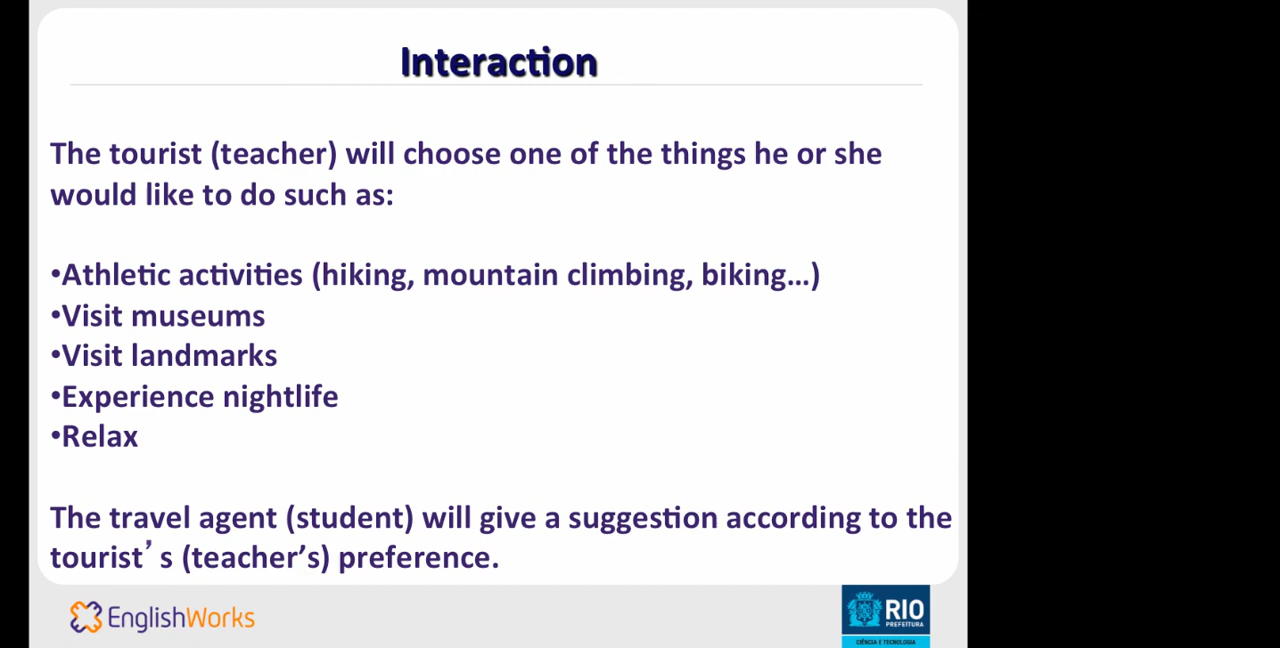 Interaction
The tourist (teacher) will choose one of the things he or she
would like to do such as:
•Athletic activities (hiking, mountain climbing, biking…)
•Visit museums
•Visit landmarks
•Experience nightlife
•Relax
The travel agent (student) will give a suggestion according to the
tourist’s (teacher’s) preference.
EnglishWorks
RIO
PREFEITURA
CIÊNCIA E TECNOLOGIA